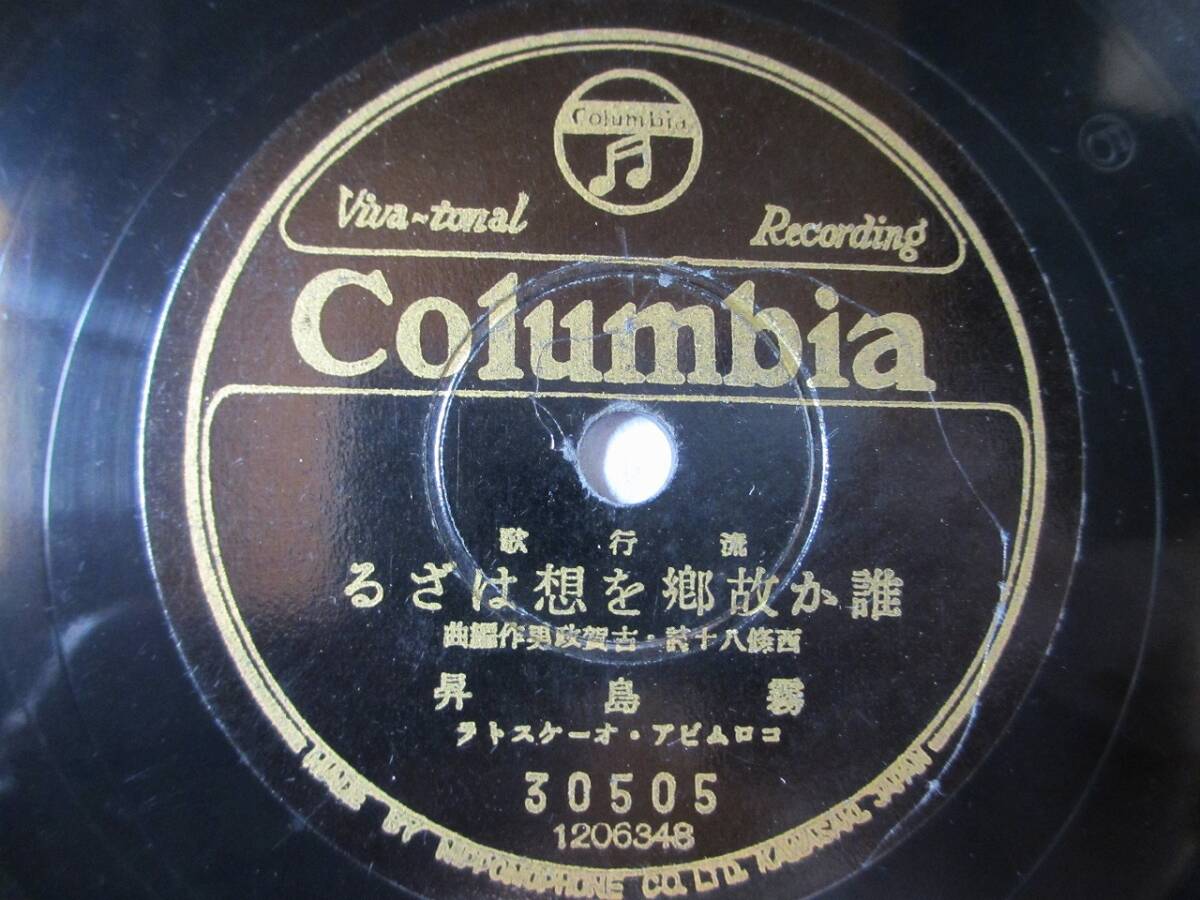 Columbia
Viva-tonal Recording
Columbia
流行歌
誰か故鄕を想はざる
西條八十詩・古賀政男作編曲
霧島昇
コロムビア・オーケストラ
30505
1206348
MADE BY NIPPONOPHONE CO., LTD. KAWASAKI, JAPAN